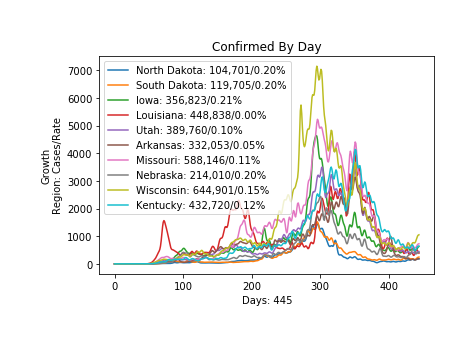 Confirmed By Day
Growth
Region: Cases/Rate
7000
6000
5000
4000
3000
2000
1000
0
North Dakota: 104,701/0.20%
South Dakota: 119,705/0.20%
Iowa: 356,823/0.21%
Louisiana: 448,838/0.00%
Utah: 389,760/0.10%
Arkansas: 332,053/0.05%
Missouri: 588,146/0.11%
Nebraska: 214,010/0.20%
Wisconsin: 644,901/0.15%
Kentucky: 432,720/0.12%
0 100 200 300 400
Days: 445